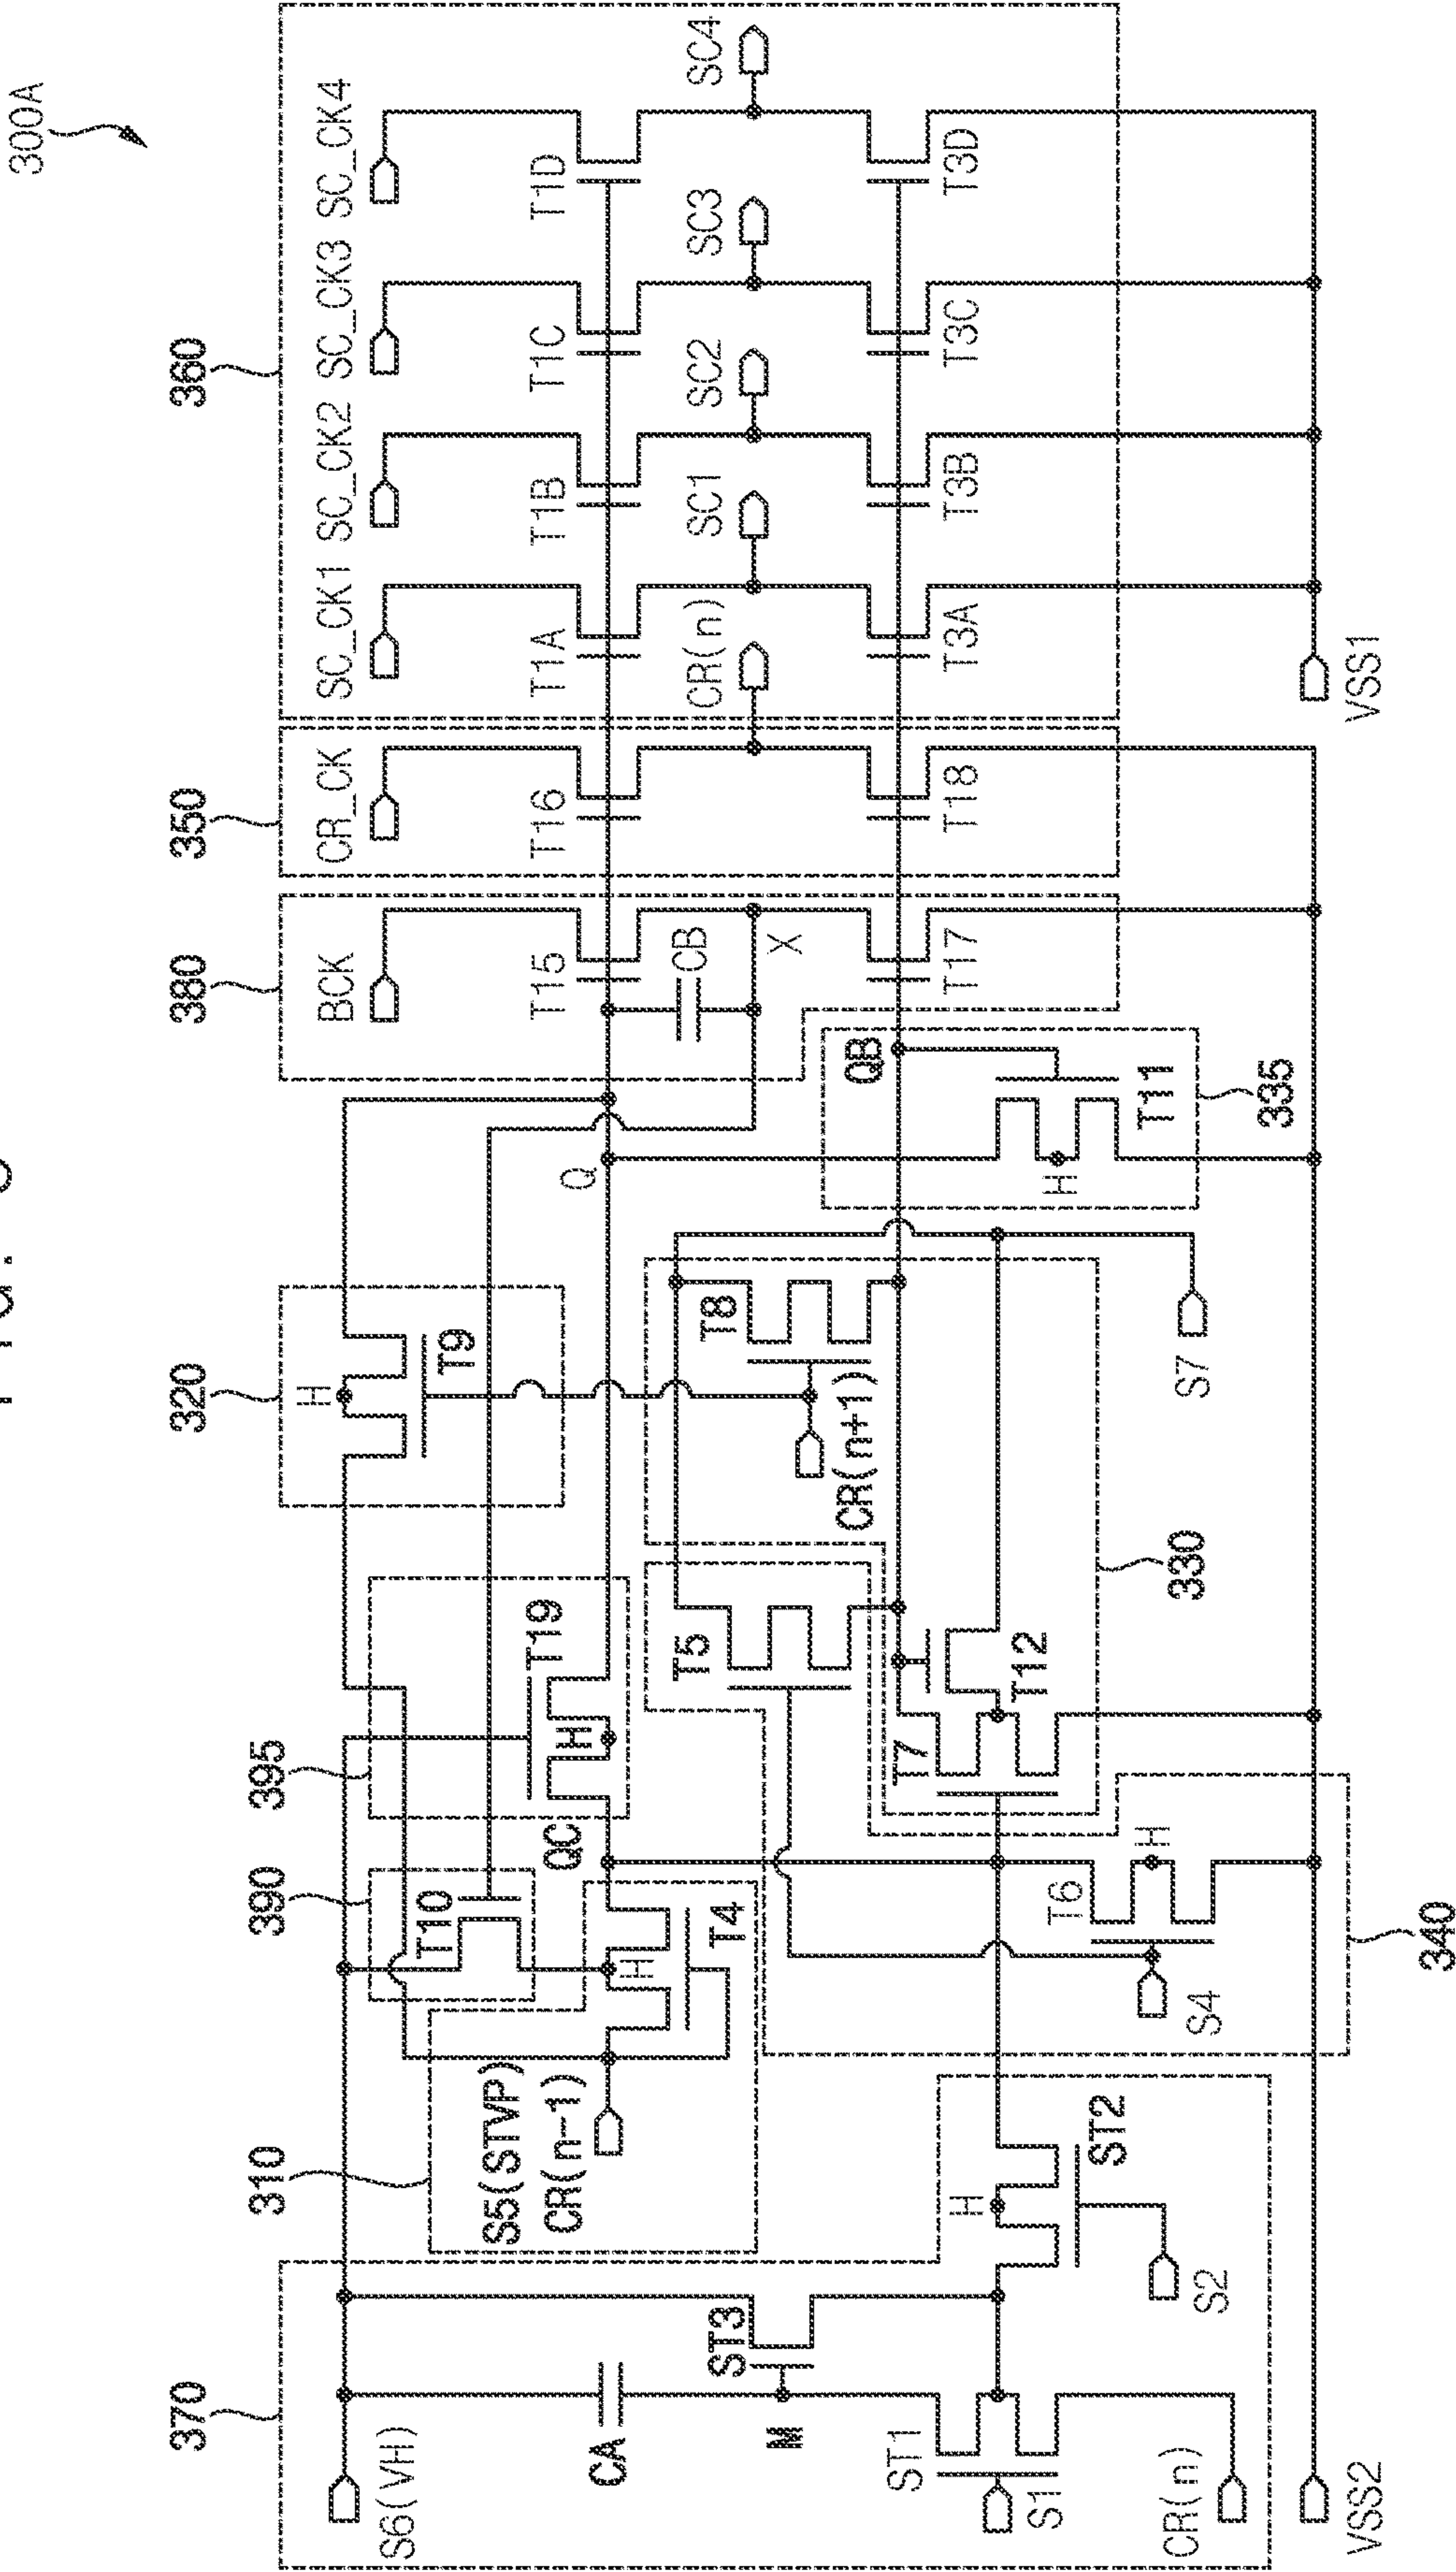 300A
370
310
390
395
320
380
350
360
S6(VH)
BCK
CR_CK
SC_CK1
SC_CK2
SC_CK3
SC_CK4
H
T10
T9
S5(STVP)
CR(n-1)
H
T4
QC
T19
H
Q
T15
CB
X
T16
T1A
T1B
T1C
T1D
CA
ST3
M
T5
T8
CR(n+1)
CR(n)
SC1
SC2
SC3
SC4
ST1
S1
H
ST2
S2
T7
T12
QB
T17
T18
T3A
T3B
T3C
T3D
T6
H
S4
H
T11
S7
330
335
340
CR(n)
VSS2
VSS1